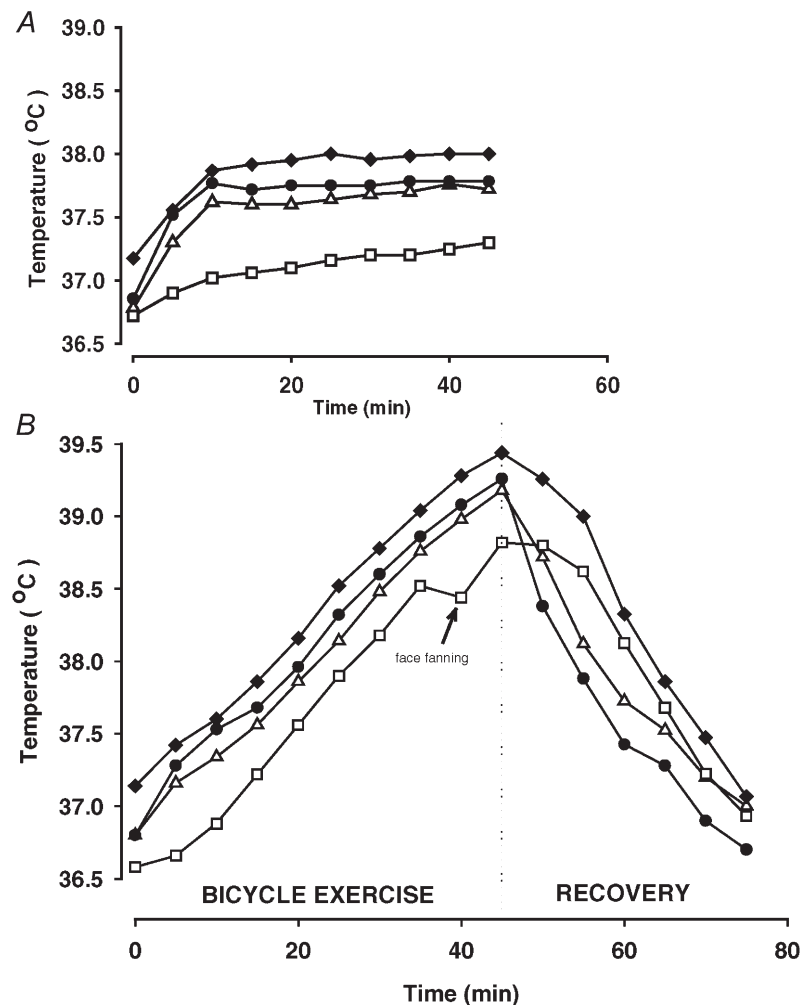 A
Temperature ( °C)
39.0
38.5
38.0
37.5
37.0
36.5
0 20 40 60
Time (min)
B
Temperature ( °C)
39.5
39.0
38.5
38.0
37.5
37.0
36.5
face fanning
BICYCLE EXERCISE RECOVERY
0 20 40 60 80
Time (min)